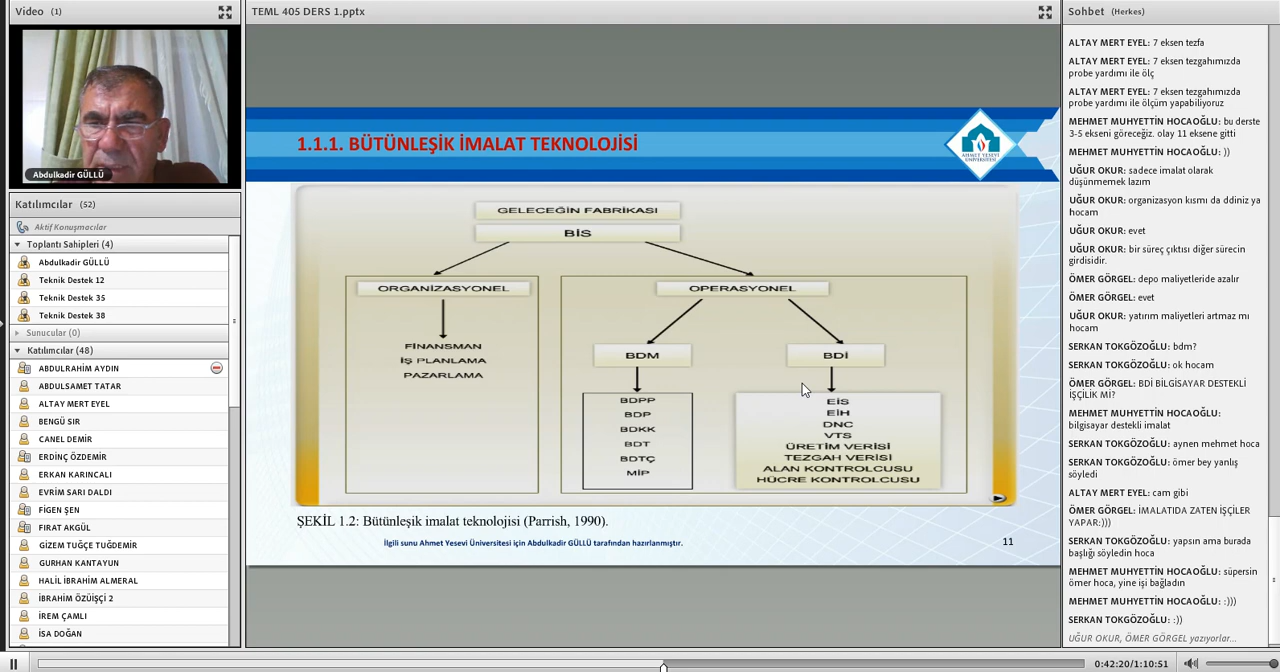 Video (1)
Abdulkadir GÜLLÜ
Katılımcılar (52)
Aktif Konuşmacılar
Toplantı Sahipleri (4)
Abdulkadir GÜLLÜ
Teknik Destek 12
Teknik Destek 35
Teknik Destek 38
Sunucular (0)
Katılımcılar (48)
ABDULRAHİM AYDIN
ABDULSAMET TATAR
ALTAY MERT EYEL
BENGÜ SIR
CANEL DEMİR
ERDİNÇ ÖZDEMİR
ERKAN KARINCALI
EVRİM SARI DALDI
FİGEN ŞEN
FIRAT AKGÜL
GİZEM TUĞÇE TUĞDEMİR
GURHAN KANTAYUN
HALİL İBRAHİM ALMERAL
İBRAHİM ÖZÜİŞÇİ 2
İREM ÇAMLI
İSA DOĞAN
TEML 405 DERS 1.pptx
1.1.1. BÜTÜNLEŞİK İMALAT TEKNOLOJİSİ
AHMET YESEVİ
ÜNİVERSİTESİ
GELECEĞİN FABRİKASI
BİS
ORGANİZASYONEL
FİNANSMAN
İŞ PLANLAMA
PAZARLAMA
OPERASYONEL
BDM
BDPP
BDP
BDKK
BDT
BDTÇ
MİP
BDİ
EİS
EİH
DNC
VTS
ÜRETİM VERİSİ
TEZGAH VERİSİ
ALAN KONTROLCUSU
HÜCRE KONTROLCUSU
ŞEKİL 1.2: Bütünleşik imalat teknolojisi (Parrish, 1990).
İlgili sunu Ahmet Yesevi Üniversitesi için Abdulkadir GÜLLÜ tarafından hazırlanmıştır.
11
Sohbet (Herkes)
ALTAY MERT EYEL: 7 eksen tezfa
ALTAY MERT EYEL: 7 eksen tezgahımızda
probe yardımı ile ölç
ALTAY MERT EYEL: 7 eksen tezgahımızda
probe yardımı ile ölçüm yapabiliyoruz
MEHMET MUHYETTİN HOCAOĞLU: bu derste
3-5 ekseni göreceğiz. olay 11 eksene gitti
MEHMET MUHYETTİN HOCAOĞLU: ))
UĞUR OKUR: sadece imalat olarak
düşünmemek lazım
UĞUR OKUR: organizasyon kısmı da ddiniz ya
hocam
UĞUR OKUR: evet
UĞUR OKUR: bir süreç çıktısı diğer sürecin
girdisidir.
ÖMER GÖRGEL: depo maliyetleride azalır
ÖMER GÖRGEL: evet
UĞUR OKUR: yatırım maliyetleri artmaz mı
hocam
SERKAN TOKGÖZOĞLU: bdm?
SERKAN TOKGÖZOĞLU: ok hocam
ÖMER GÖRGEL: BDİ BİLGİSAYAR DESTEKLİ
İŞÇİLİK Mİ?
MEHMET MUHYETTİN HOCAOĞLU:
bilgisayar destekli imalat
SERKAN TOKGÖZOĞLU: aynen mehmet hoca
SERKAN TOKGÖZOĞLU: ömer bey yanlış
söyledi
ALTAY MERT EYEL: cam gibi
ÖMER GÖRGEL: İMALATIDA ZATEN İŞÇİLER
YAPAR:)))
SERKAN TOKGÖZOĞLU: yapsın ama burada
başlığı söyledin hoca
MEHMET MUHYETTİN HOCAOĞLU: süpersin
ömer hoca, yine işi bağladın
MEHMET MUHYETTİN HOCAOĞLU: :)))
SERKAN TOKGÖZOĞLU: :))
UĞUR OKUR, ÖMER GÖRGEL yazıyorlar...
0:42:20/1:10:51